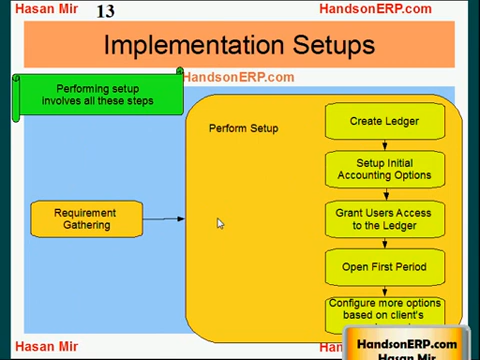 Hasan Mir 13 HandsonERP.com
Implementation Setups
HandsonERP.com
Performing setup
involves all these steps
Perform Setup
Requirement
Gathering
Create Ledger
Setup Initial
Accounting Options
Grant Users Access
to the Ledger
Open First Period
Configure more options
based on client's
Hasan Mir
Ha
HandsonERP.com
Hasan Mir